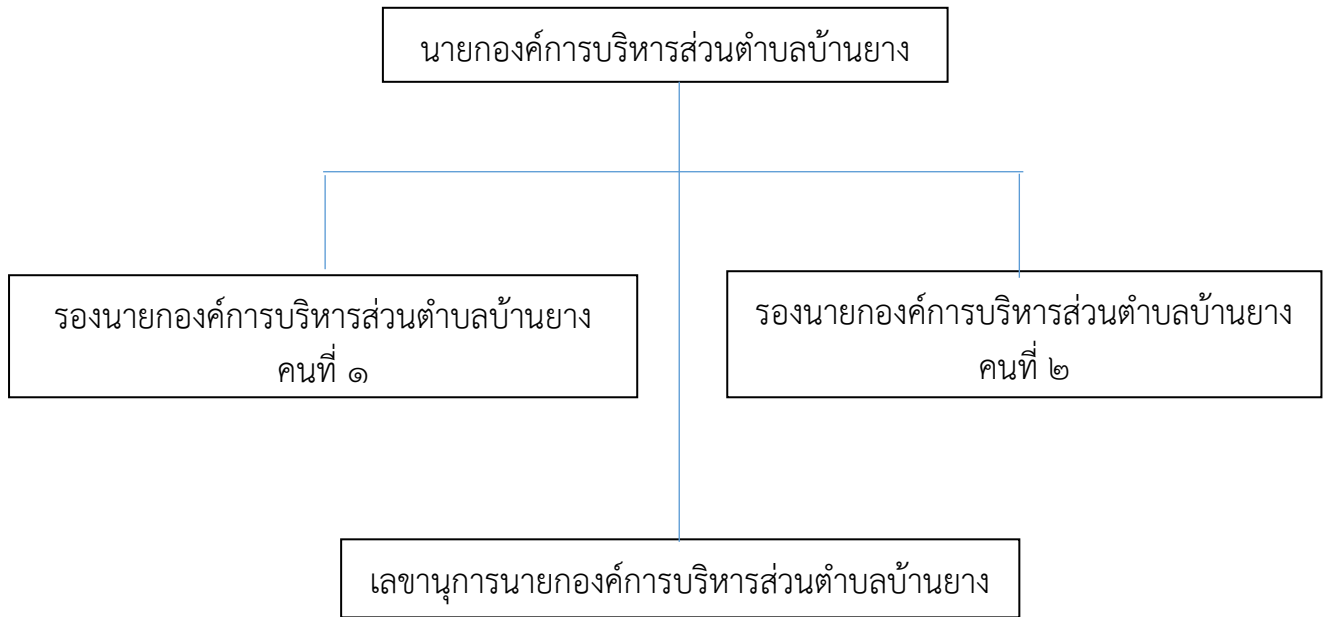 นายกองค์การบริหารส่วนตำบลบ้านยาง
รองนายกองค์การบริหารส่วนตำบลบ้านยาง
คนที่ ๑
รองนายกองค์การบริหารส่วนตำบลบ้านยาง
คนที่ ๒
เลขานุการนายกองค์การบริหารส่วนตำบลบ้านยาง